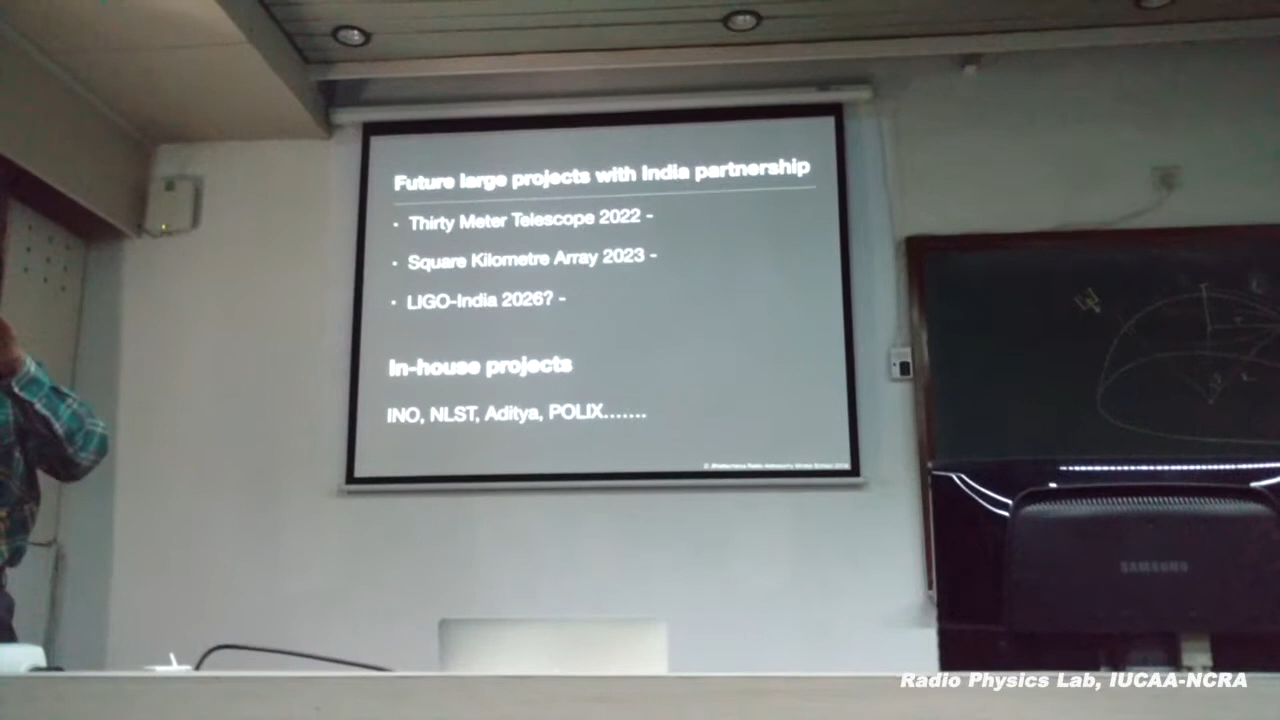 Future large projects with India partnership
· Thirty Meter Telescope 2022 -
· Square Kilometre Array 2023 -
· LIGO-India 2026? -
In-house projects
INO, NLST, Aditya, POLIX.......
SAMSUNG
Radio Physics Lab, IUCAA-NCRA